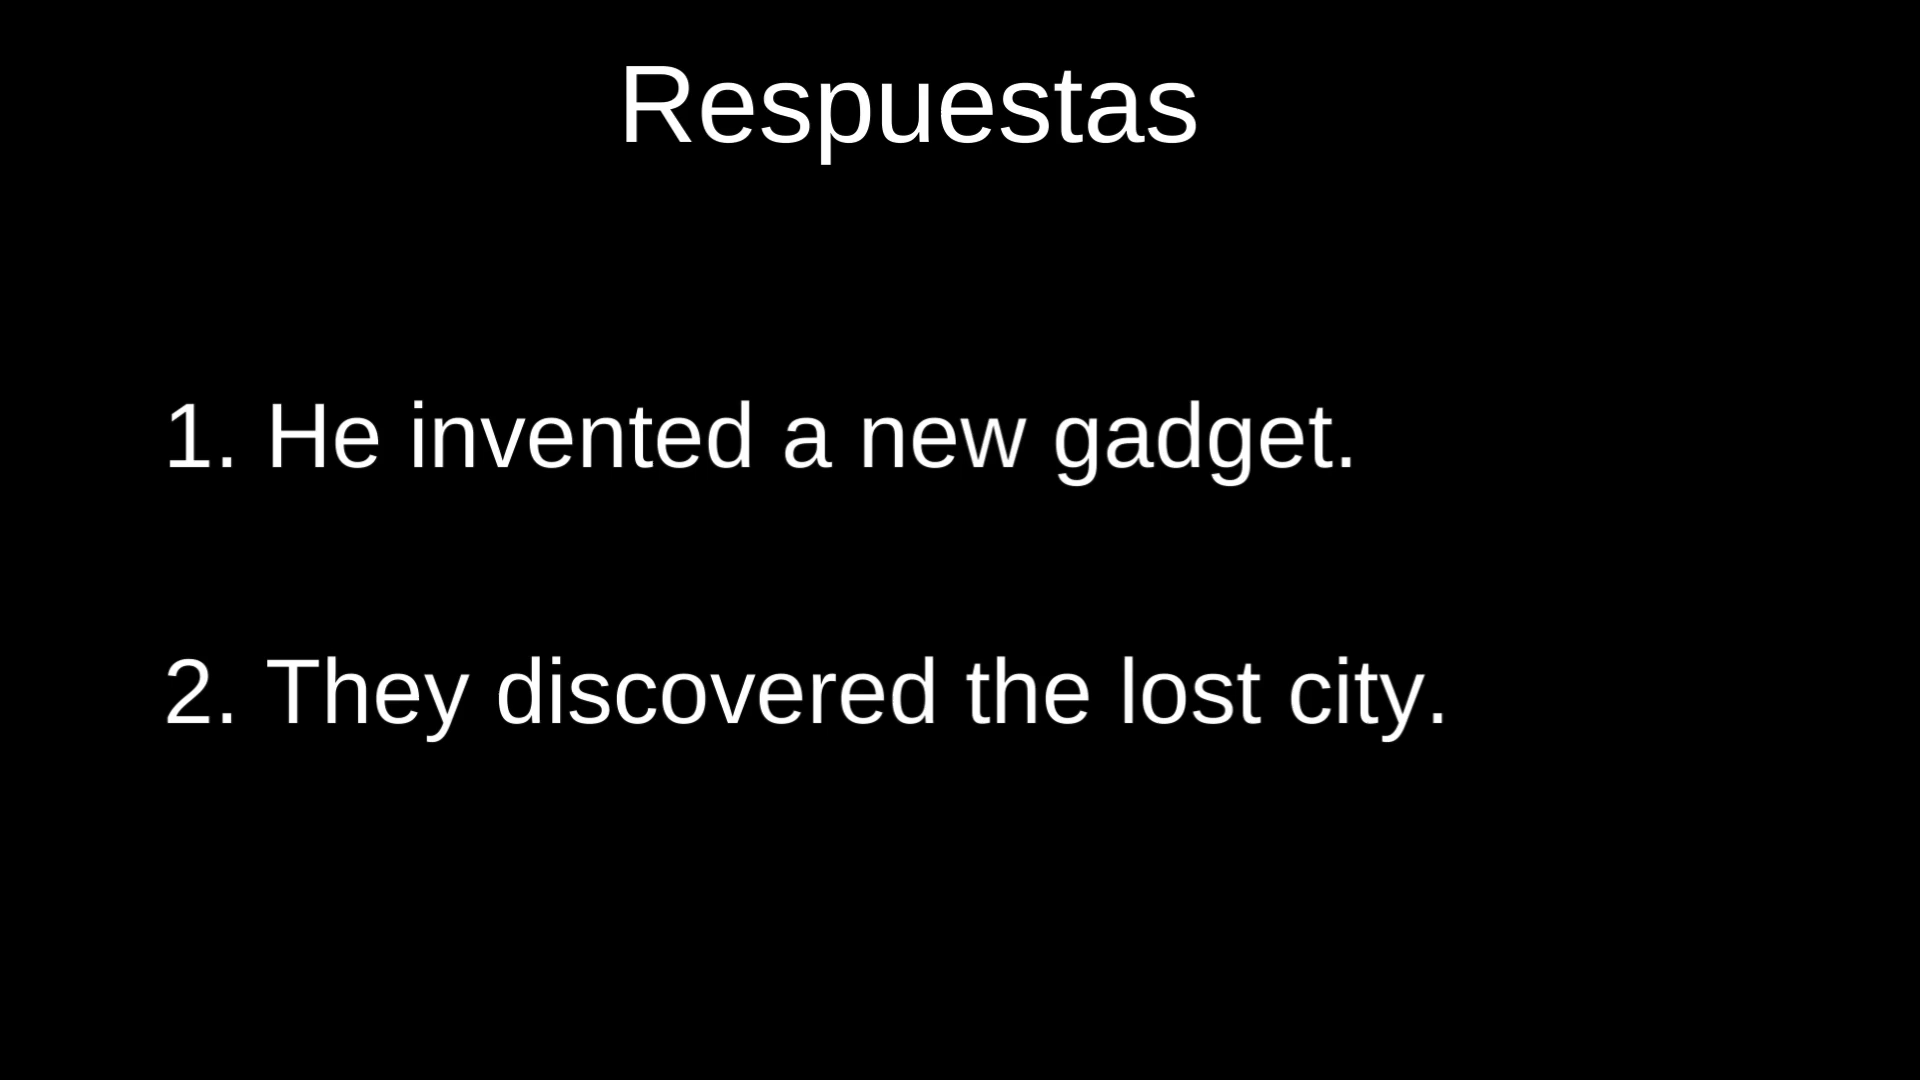 Respuestas
1. He invented a new gadget.
2. They discovered the lost city.